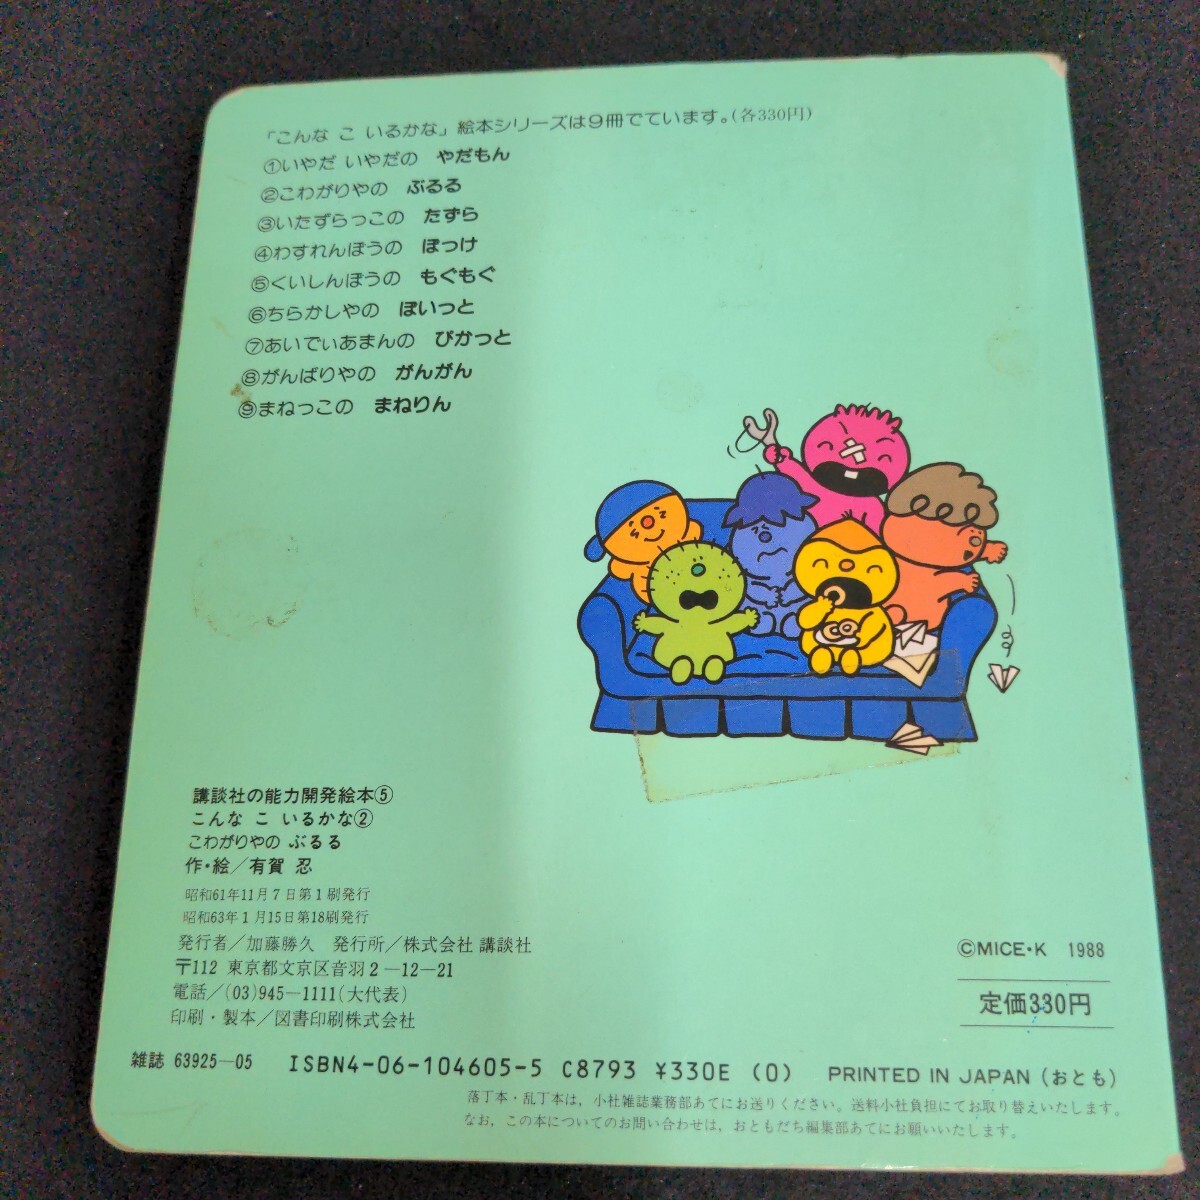 「こんな こ いるかな」絵本シリーズは9冊でています。(各330円)
①いやだ いやだの やだもん
②こわがりやの ぶるる
③いたずらっこの たずら
④わすれんぼうの ぽっけ
⑤くいしんぼうの もぐもぐ
⑥ちらかしやの ぽいっと
⑦あいでぃあまんの ぴかっと
⑧がんばりやの がんがん
⑨まねっこの まねりん
講談社の能力開発絵本⑤
こんな こ いるかな②
こわがりやの ぶるる
作・絵/有賀 忍
昭和61年11月7日第1刷発行
昭和63年1月15日第18刷発行
発行者/加藤勝久 発行所/株式会社 講談社
〒112 東京都文京区音羽2-12-21
電話/(03)945-1111(大代表)
印刷・製本/図書印刷株式会社
©MICE・K 1988
定価330円
雑誌 63925-05 ISBN4-06-104605-5 C8793 ¥330E (0) PRINTED IN JAPAN (おとも)
落丁本・乱丁本は、小社雑誌業務部あてにお送りください。送料小社負担にてお取り替えいたします。
なお、この本についてのお問い合わせは、おともだち編集部あてにお願いいたします。